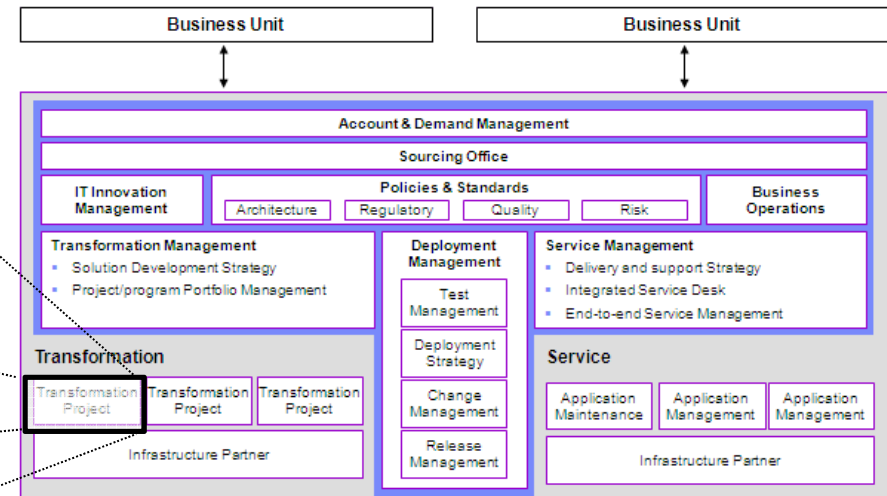 Business Unit
Business Unit
Account & Demand Management
Sourcing Office
IT Innovation
Management
Policies & Standards
Architecture
Regulatory
Quality
Risk
Business
Operations
Transformation Management
▪ Solution Development Strategy
▪ Project/program Portfolio Management
Deployment
Management
Test
Management
Deployment
Strategy
Change
Management
Release
Management
Service Management
▪ Delivery and support Strategy
▪ Integrated Service Desk
▪ End-to-end Service Management
Transformation
Transformation
Project
Transformation
Project
Transformation
Project
Infrastructure Partner
Service
Application
Maintenance
Application
Management
Application
Management
Infrastructure Partner